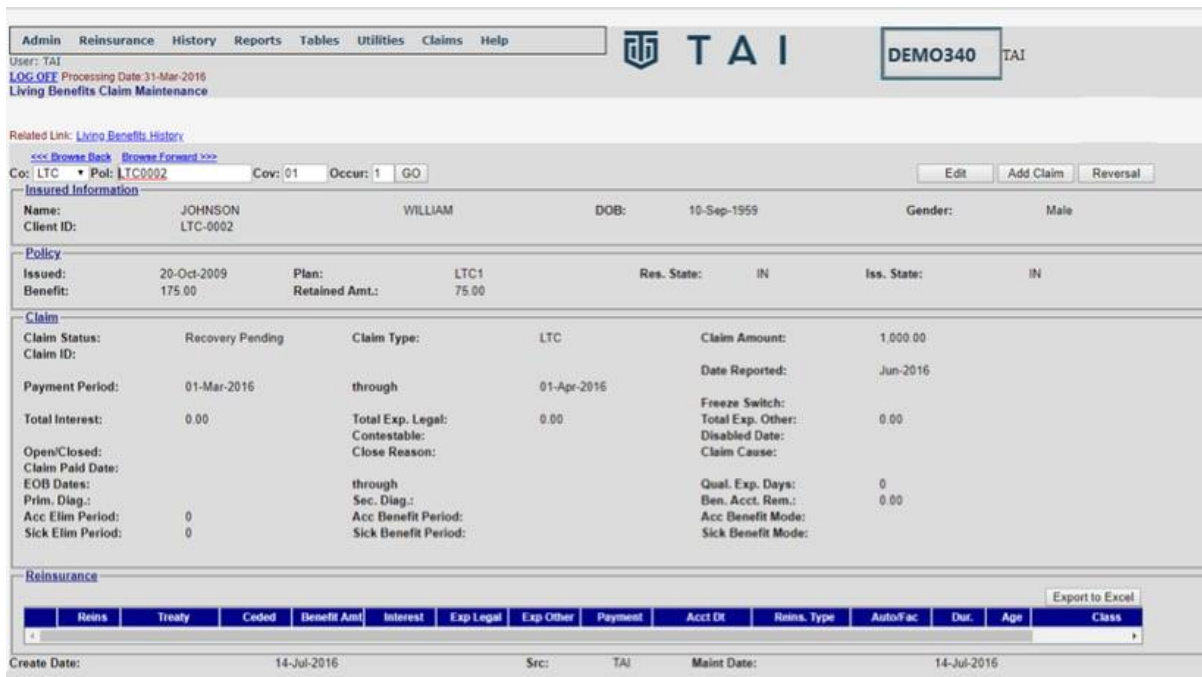 Admin Reinsurance History Reports Tables Utilities Claims Help
TAI
DEMO340 TAI
User: TAI
LOG OFF Processing Date:31-Mar-2016
Living Benefits Claim Maintenance
Related Link: Living Benefits History
<<< Browse Back Browse Forward >>>
Co: LTC Pol: LTC0002 Cov: 01 Occur: 1 GO Edit Add Claim Reversal
Insured Information
Name: JOHNSON WILLIAM DOB: 10-Sep-1959 Gender: Male
Client ID: LTC-0002
Policy
Issued: 20-Oct-2009 Plan: LTC1 Res. State: IN Iss. State: IN
Benefit: 175.00 Retained Amt.: 75.00
Claim
Claim Status: Recovery Pending Claim Type: LTC Claim Amount: 1,000.00
Claim ID:
Date Reported: Jun-2016
Payment Period: 01-Mar-2016 through 01-Apr-2016
Freeze Switch:
Total Interest: 0.00 Total Exp. Legal: 0.00 Total Exp. Other: 0.00
Contestable: Disabled Date:
Open/Closed: Close Reason: Claim Cause:
Claim Paid Date:
EOB Dates: through Qual. Exp. Days: 0
Prim. Diag.: Sec. Diag.: Ben. Acct. Rem.: 0.00
Acc Elim Period: 0 Acc Benefit Period: Acc Benefit Mode:
Sick Elim Period: 0 Sick Benefit Period: Sick Benefit Mode:
Reinsurance
Export to Excel
Reins Treaty Ceded Benefit Amt Interest Exp Legal Exp Other Payment Acct Dt Reins. Type Auto/Fac Dur. Age Class
Create Date: 14-Jul-2016 Src: TAI Maint Date: 14-Jul-2016